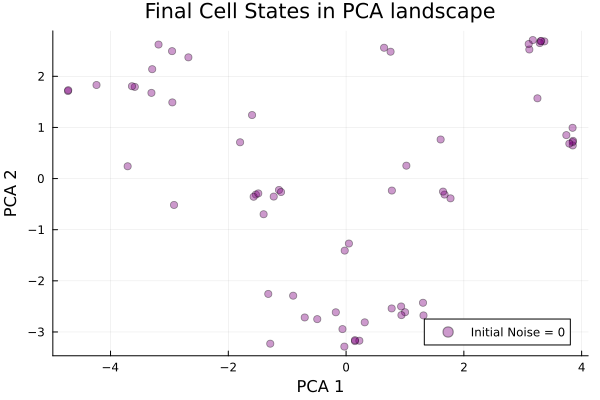 Final Cell States in PCA landscape
PCA 2
2
1
0
−1
−2
−3
−4
−2
0
2
4
PCA 1
Initial Noise = 0